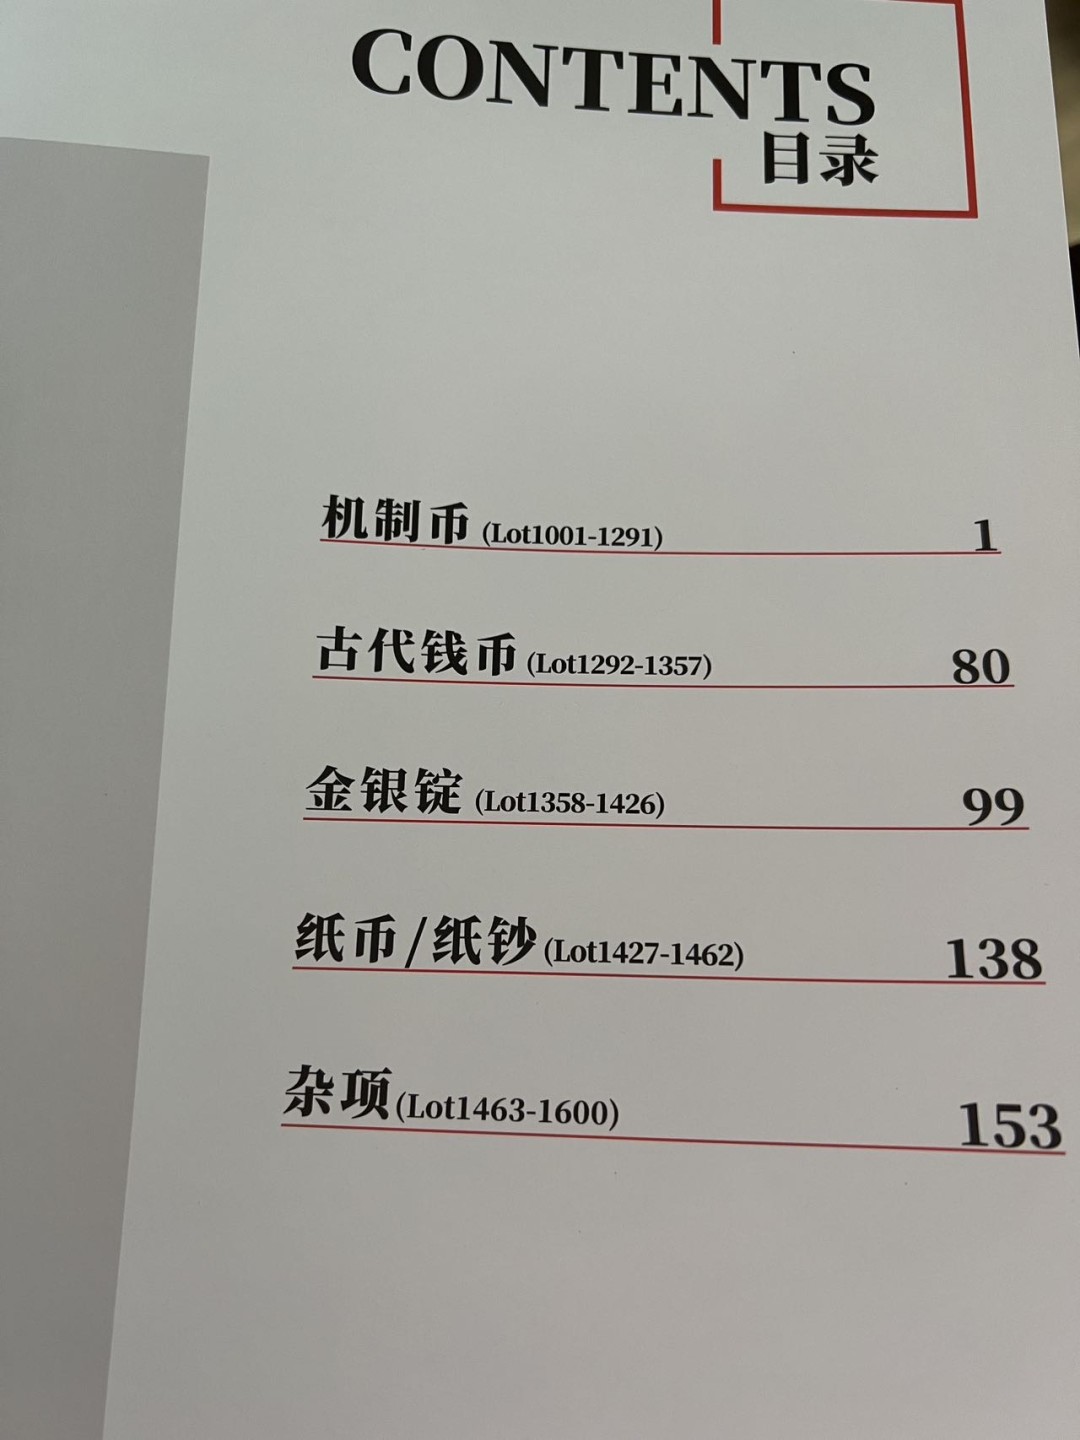 CONTENTS
目录
机制币 (Lot1001-1291) 1
古代钱币 (Lot1292-1357) 80
金银锭 (Lot1358-1426) 99
纸币/纸钞 (Lot1427-1462) 138
杂项 (Lot1463-1600) 153